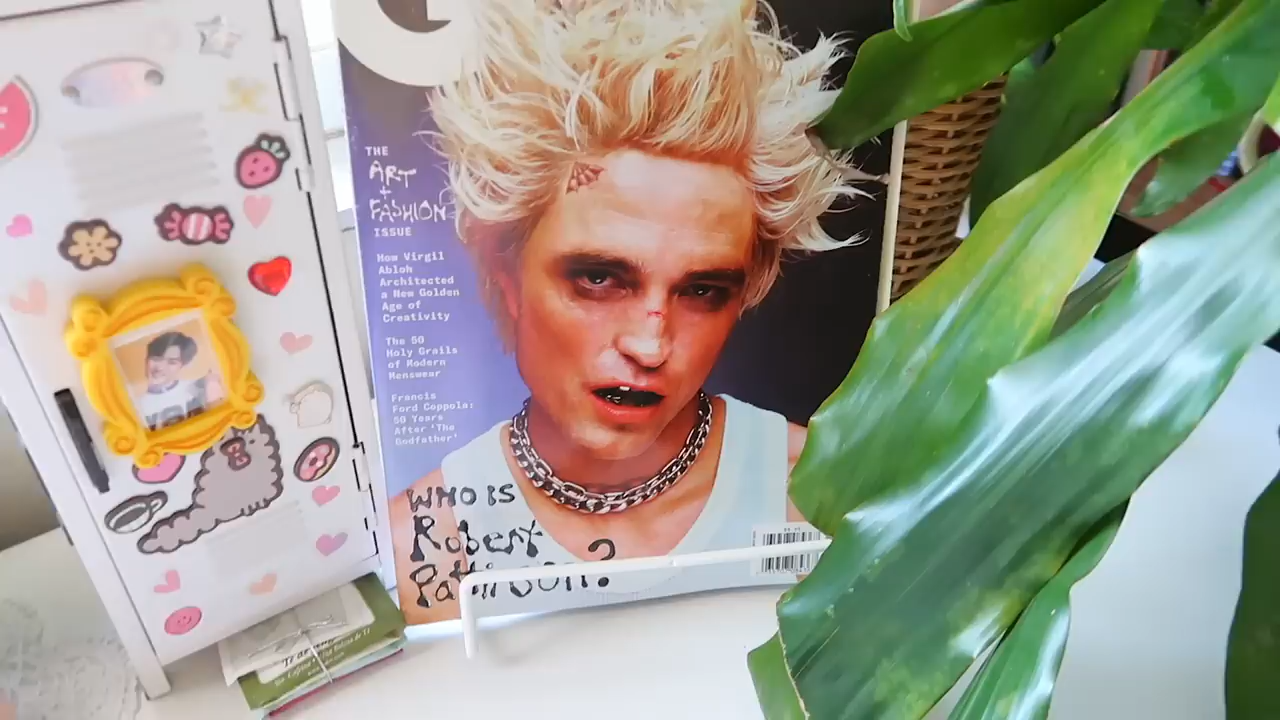 G
THE
ART
+
FASHION
ISSUE
How Virgil
Abloh
Architected
a New Golden
Age of
Creativity
The 50
Holy Grails
of Modern
Menswear
Francis
Ford Coppola:
50 Years
After 'The
Godfather'
WHO IS
Robert
Pattinson?